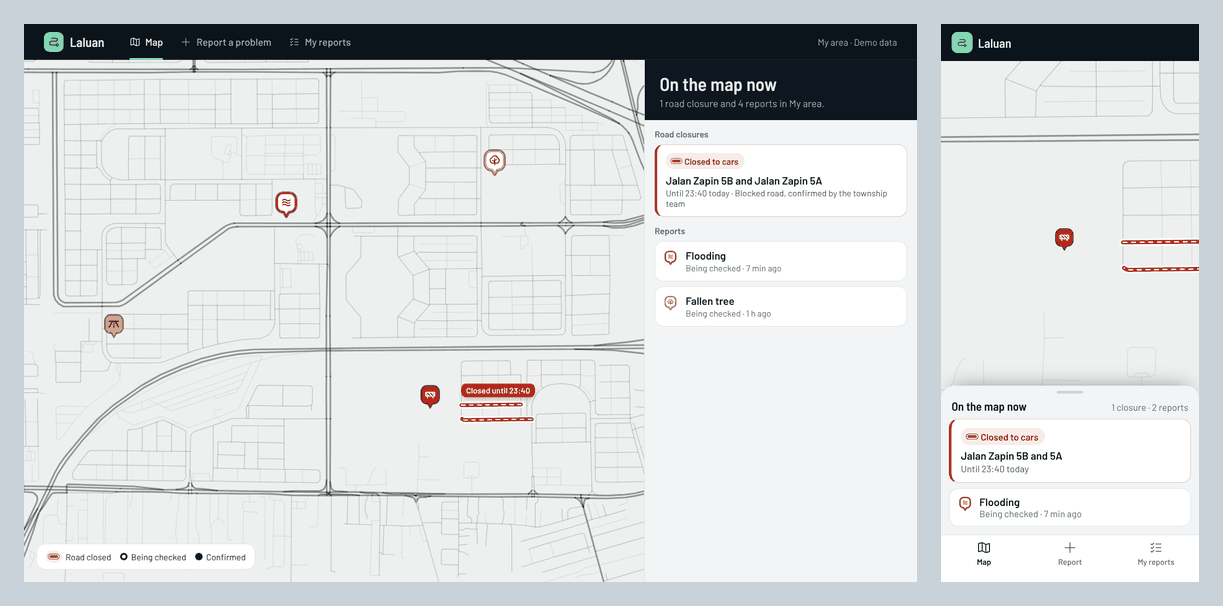 Laluan
Map
Report a problem
My reports
My area · Demo data
On the map now
1 road closure and 4 reports in My area.
Road closures
Closed to cars
Jalan Zapin 5B and Jalan Zapin 5A
Until 23:40 today · Blocked road, confirmed by the township
team
Reports
Flooding
Being checked · 7 min ago
Fallen tree
Being checked · 1 h ago
Closed until 23:40
Road closed
Being checked
Confirmed
Laluan
On the map now
1 closure · 2 reports
Closed to cars
Jalan Zapin 5B and 5A
Until 23:40 today
Flooding
Being checked · 7 min ago
Map
Report
My reports